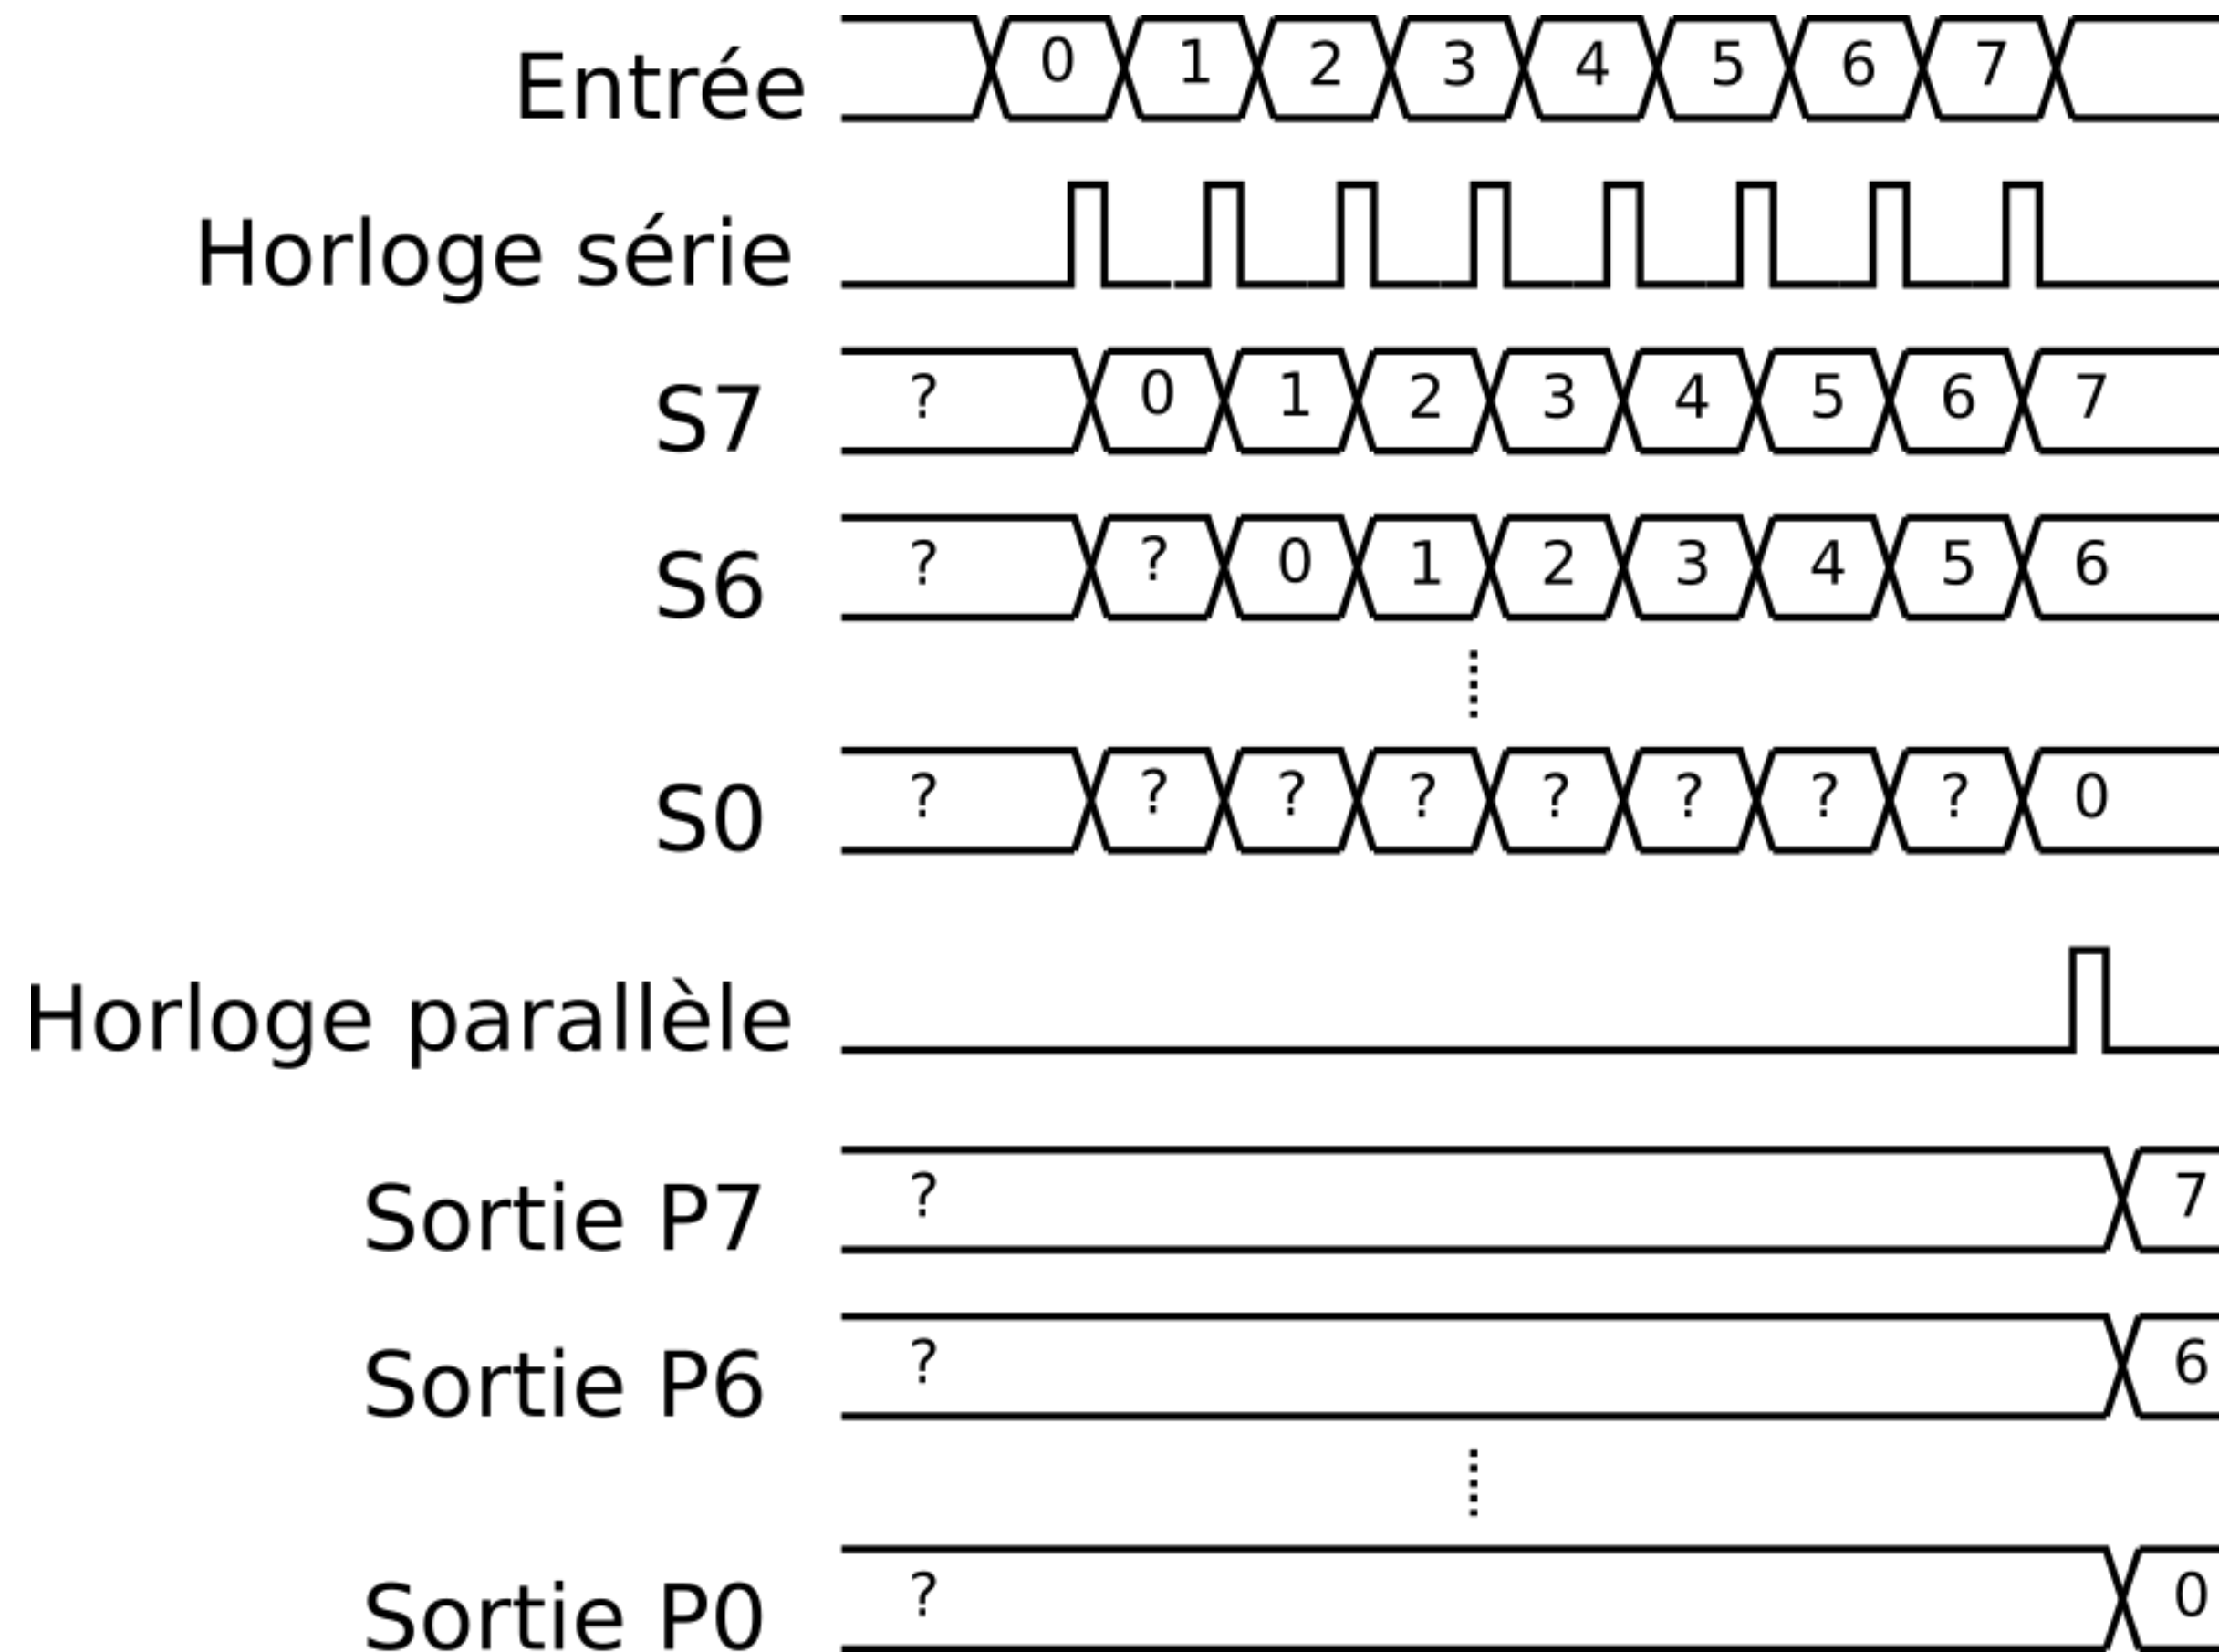 Entrée 0 1 2 3 4 5 6 7
Horloge série
S7 ? 0 1 2 3 4 5 6 7
S6 ? ? 0 1 2 3 4 5 6
S0 ? ? ? ? ? ? ? ? 0
Horloge parallèle
Sortie P7 ? 7
Sortie P6 ? 6
Sortie P0 ? 0